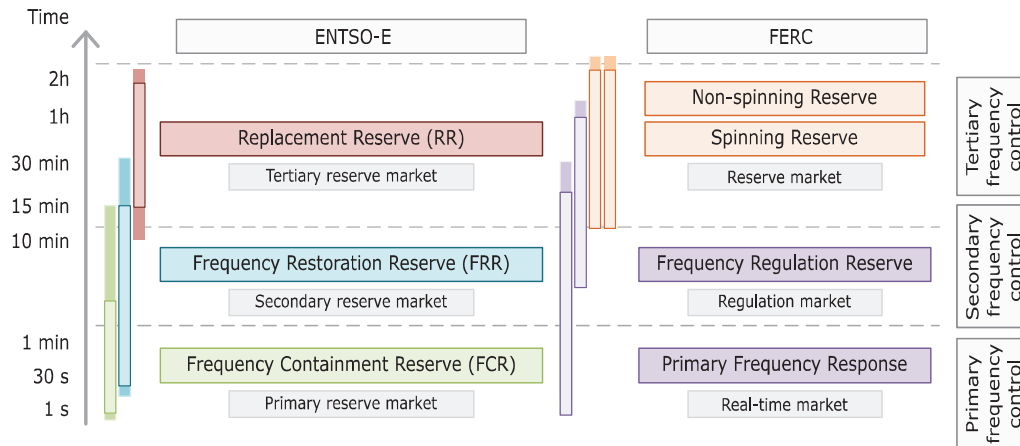 Time
ENTSO-E
FERC
2h
1h
30 min
15 min
10 min
1 min
30 s
1 s
Replacement Reserve (RR)
Tertiary reserve market
Frequency Restoration Reserve (FRR)
Secondary reserve market
Frequency Containment Reserve (FCR)
Primary reserve market
Non-spinning Reserve
Spinning Reserve
Reserve market
Frequency Regulation Reserve
Regulation market
Primary Frequency Response
Real-time market
Tertiary
frequency
control
Secondary
frequency
control
Primary
frequency
control